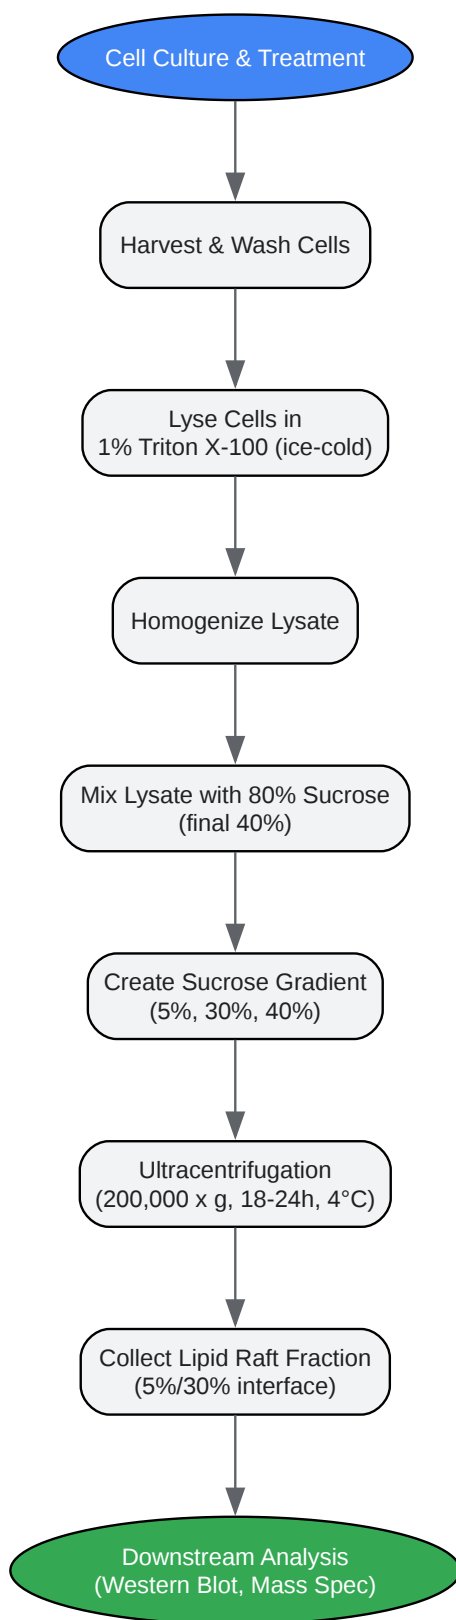 Cell Culture & Treatment
Harvest & Wash Cells
Lyse Cells in
1% Triton X-100 (ice-cold)
Homogenize Lysate
Mix Lysate with 80% Sucrose
(final 40%)
Create Sucrose Gradient
(5%, 30%, 40%)
Ultracentrifugation
(200,000 x g, 18-24h, 4°C)
Collect Lipid Raft Fraction
(5%/30% interface)
Downstream Analysis
(Western Blot, Mass Spec)